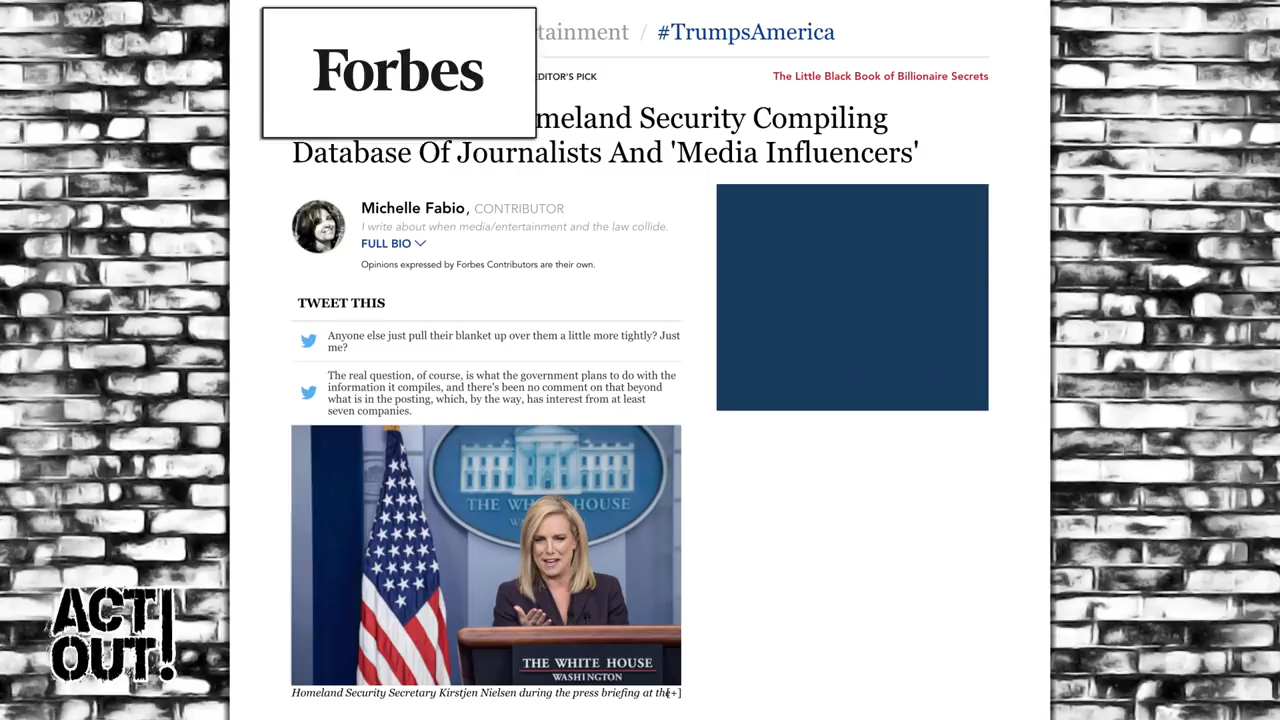 Forbes
tainment / #TrumpsAmerica
EDITOR'S PICK
The Little Black Book of Billionaire Secrets
meland Security Compiling
Database Of Journalists And 'Media Influencers'
Michelle Fabio, CONTRIBUTOR
I write about when media/entertainment and the law collide.
FULL BIO
Opinions expressed by Forbes Contributors are their own.
TWEET THIS
Anyone else just pull their blanket up over them a little more tightly? Just
me?
The real question, of course, is what the government plans to do with the
information it compiles, and there's been no comment on that beyond
what is in the posting, which, by the way, has interest from at least
seven companies.
THE WHITE HOUSE
THE WHITE HOUSE
WASHINGTON
Homeland Security Secretary Kirstjen Nielsen during the press briefing at the[+]
ACT
OUT!